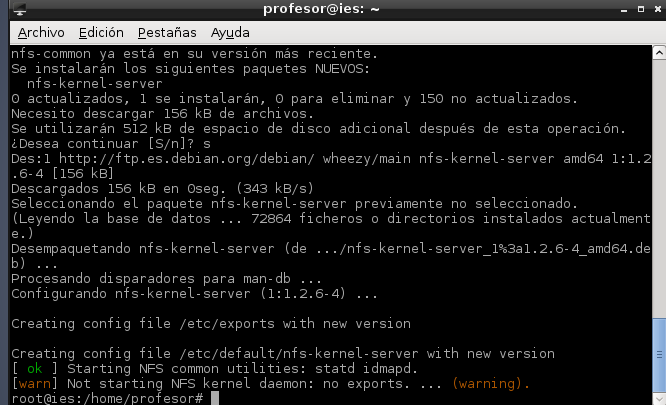 profesor@ies: ~
Archivo Edición Pestañas Ayuda
nfs-common ya está en su versión más reciente.
Se instalarán los siguientes paquetes NUEVOS:
  nfs-kernel-server
0 actualizados, 1 se instalarán, 0 para eliminar y 150 no actualizados.
Necesito descargar 156 kB de archivos.
Se utilizarán 512 kB de espacio de disco adicional después de esta operación.
¿Desea continuar [S/n]? s
Des:1 http://ftp.es.debian.org/debian/ wheezy/main nfs-kernel-server amd64 1:1.2
.6-4 [156 kB]
Descargados 156 kB en 0seg. (343 kB/s)
Seleccionando el paquete nfs-kernel-server previamente no seleccionado.
(Leyendo la base de datos ... 72864 ficheros o directorios instalados actualment
e.)
Desempaquetando nfs-kernel-server (de .../nfs-kernel-server_1%3a1.2.6-4_amd64.de
b) ...
Procesando disparadores para man-db ...
Configurando nfs-kernel-server (1:1.2.6-4) ...
Creating config file /etc/exports with new version
Creating config file /etc/default/nfs-kernel-server with new version
[ ok ] Starting NFS common utilities: statd idmapd.
[warn] Not starting NFS kernel daemon: no exports. ... (warning).
root@ies:/home/profesor#